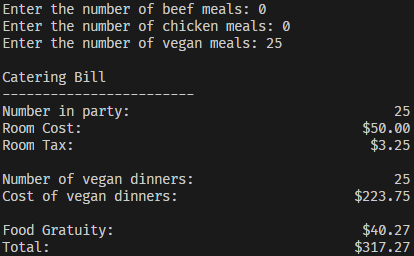 Enter the number of beef meals: 0
Enter the number of chicken meals: 0
Enter the number of vegan meals: 25
Catering Bill
------------------------
Number in party: 25
Room Cost: $50.00
Room Tax: $3.25
Number of vegan dinners: 25
Cost of vegan dinners: $223.75
Food Gratuity: $40.27
Total: $317.27